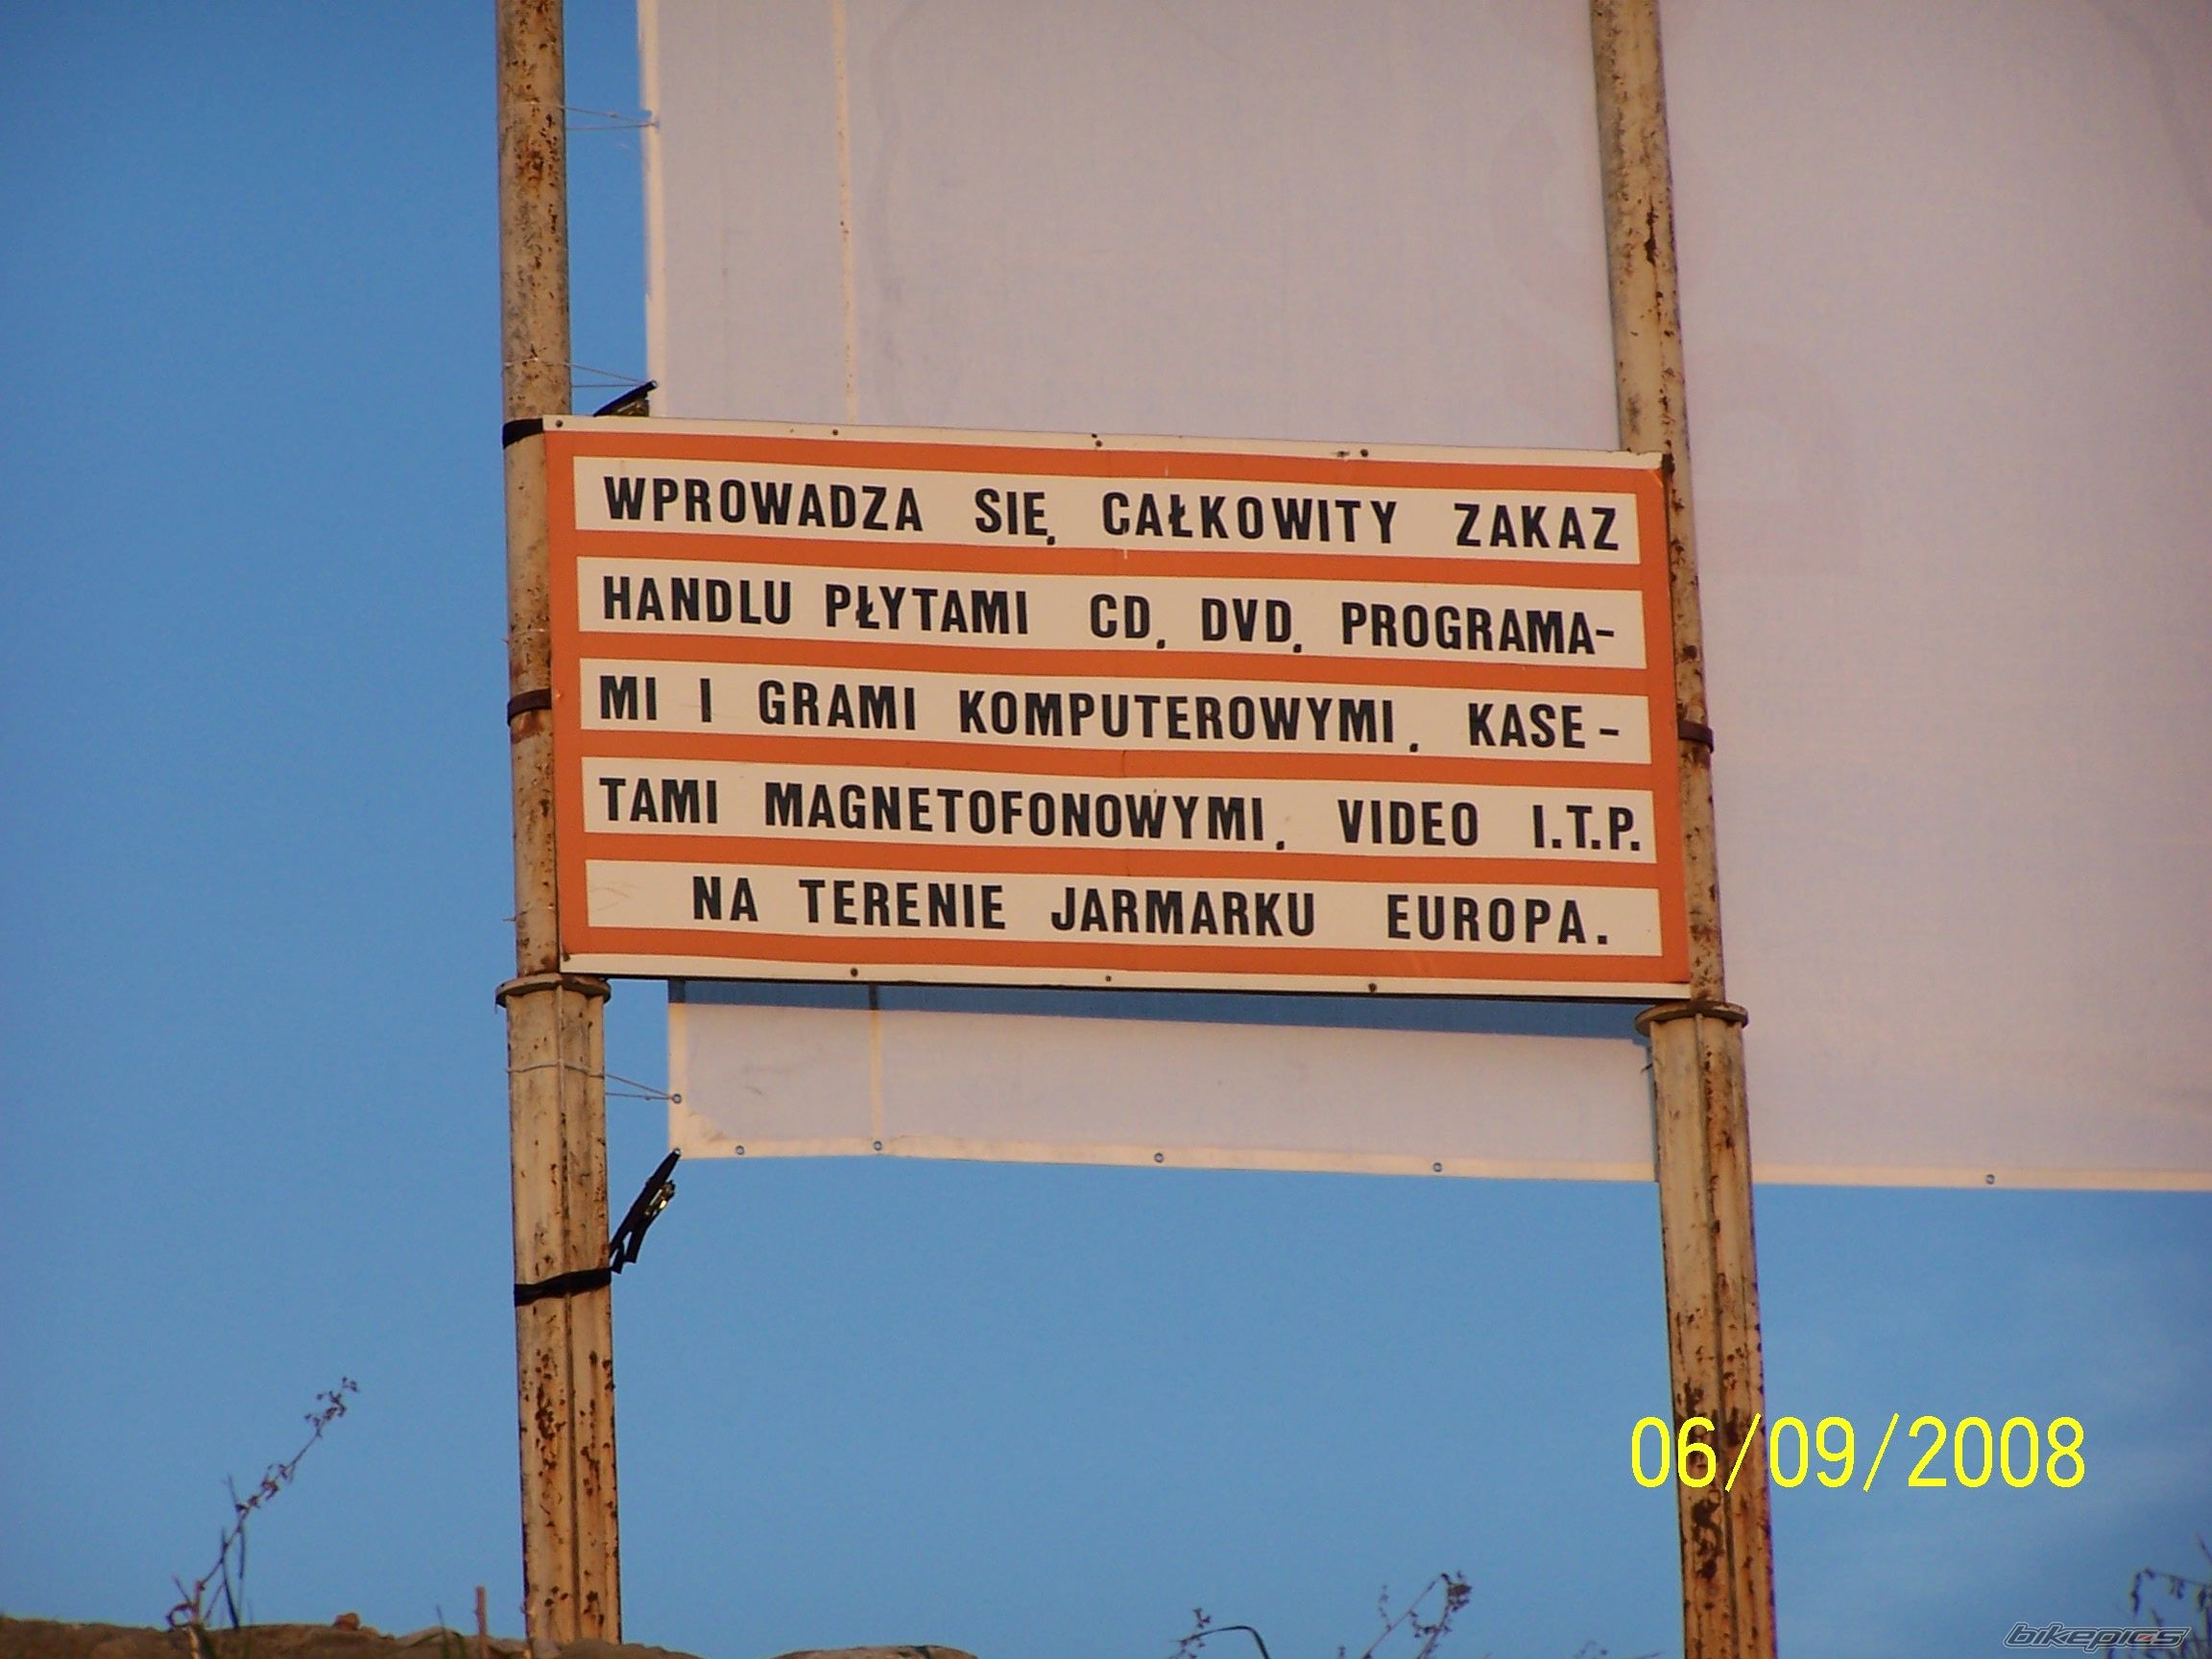 WPROWADZA SIĘ CAŁKOWITY ZAKAZ
HANDLU PŁYTAMI CD, DVD, PROGRAMA-
MI I GRAMI KOMPUTEROWYMI, KASE-
TAMI MAGNETOFONOWYMI, VIDEO I.T.P.
NA TERENIE JARMARKU EUROPA.
06/09/2008
bikepics